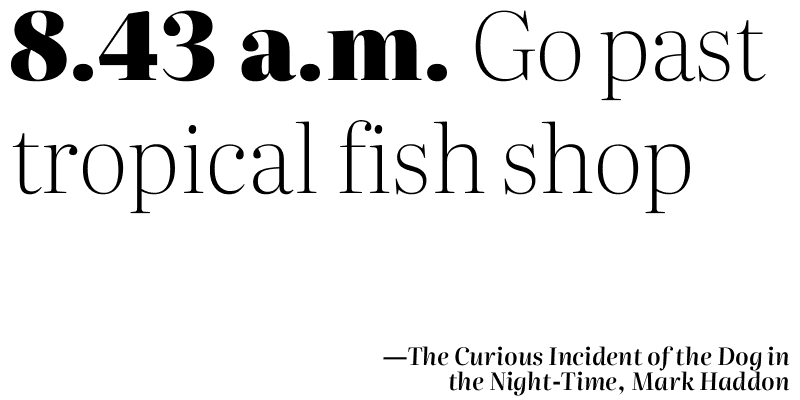 8.43 a.m. Go past
tropical fish shop
—The Curious Incident of the Dog in
the Night-Time, Mark Haddon